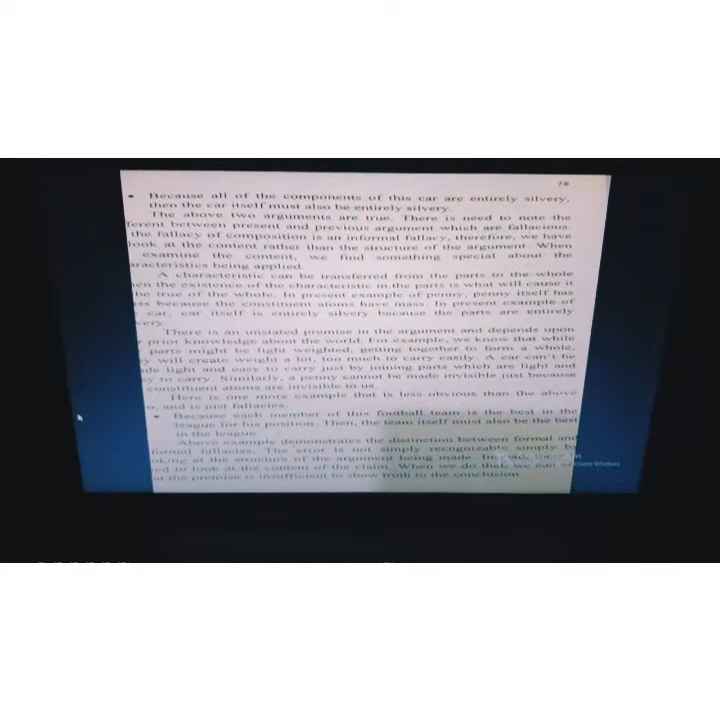 78
• Because all of the components of this car are entirely silvery,
then the car itself must also be entirely silvery.
The above two arguments are true. There is need to note the
ferent between present and previous argument which are fallacious.
the fallacy of composition is an informal fallacy, therefore, we have
look at the content rather than the structure of the argument. When
examine the content, we find something special about the
aracteristics being applied.
A characteristic can be transferred from the parts to the whole
en the existence of the characteristic in the parts is what will cause it
be true of the whole. In present example of penny, penny itself has
ss because the constituent atoms have mass. In present example of
car, car itself is entirely silvery because the parts are entirely
very
There is an unstated premise in the argument and depends upon
r prior knowledge about the world. For example, we know that while
parts might be light weighted, getting together to form a whole,
y will create weight a lot, too much to carry easily. A car can't be
de light and easy to carry just by joining parts which are light and
sy to carry. Similarly, a penny cannot be made invisible just because
constituent atoms are invisible to us.
Here is one more example that is less obvious than the above
o, and is just fallacies.
• Because each member of this football team is the best in the
league for his position. Then, the team itself must also be the best
in the league.
Above example demonstrates the distinction between formal and
formal fallacies. The error is not simply recognizable simply by
oking at the structure of the argument being made.
ed to look at the content of the claim. When we do that, we can
at the premise is insufficient to show truth to the conclusion
Windows